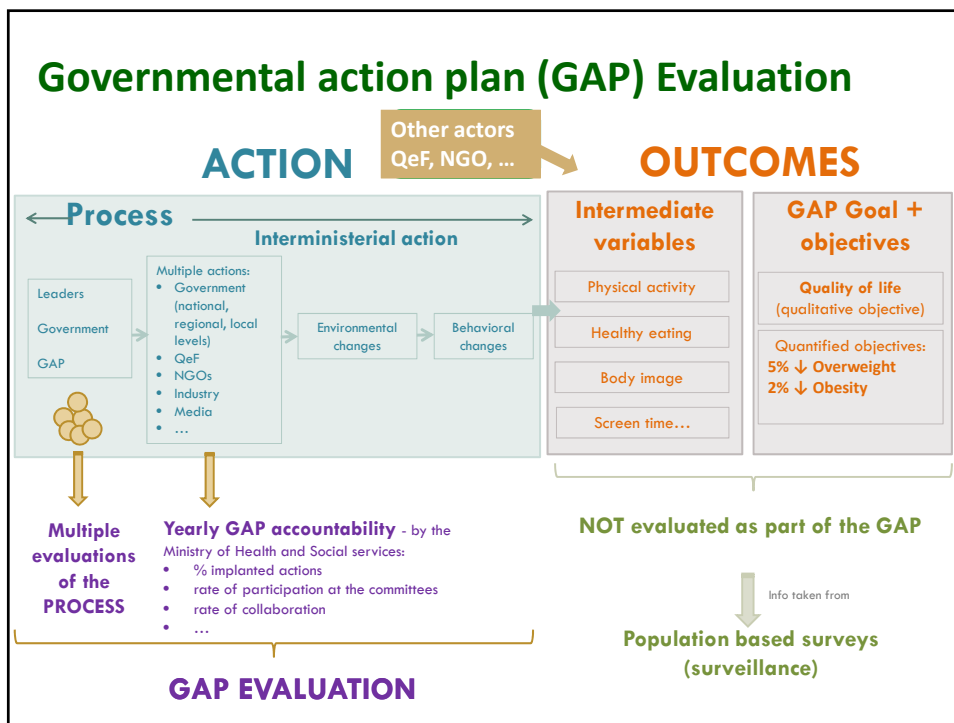 Governmental action plan (GAP) Evaluation
Other actors
QeF, NGO, ...
ACTION
OUTCOMES
Process
Interministerial action
Leaders
Government
GAP
Multiple actions:
• Government
(national,
regional, local
levels)
• QeF
• NGOs
• Industry
• Media
• ...
Environmental
changes
Behavioral
changes
Intermediate
variables
Physical activity
Healthy eating
Body image
Screen time...
GAP Goal +
objectives
Quality of life
(qualitative objective)
Quantified objectives:
5% ↓ Overweight
2% ↓ Obesity
Multiple
evaluations
of the
PROCESS
Yearly GAP accountability - by the
Ministry of Health and Social services:
• % implanted actions
• rate of participation at the committees
• rate of collaboration
• ...
GAP EVALUATION
NOT evaluated as part of the GAP
Info taken from
Population based surveys
(surveillance)